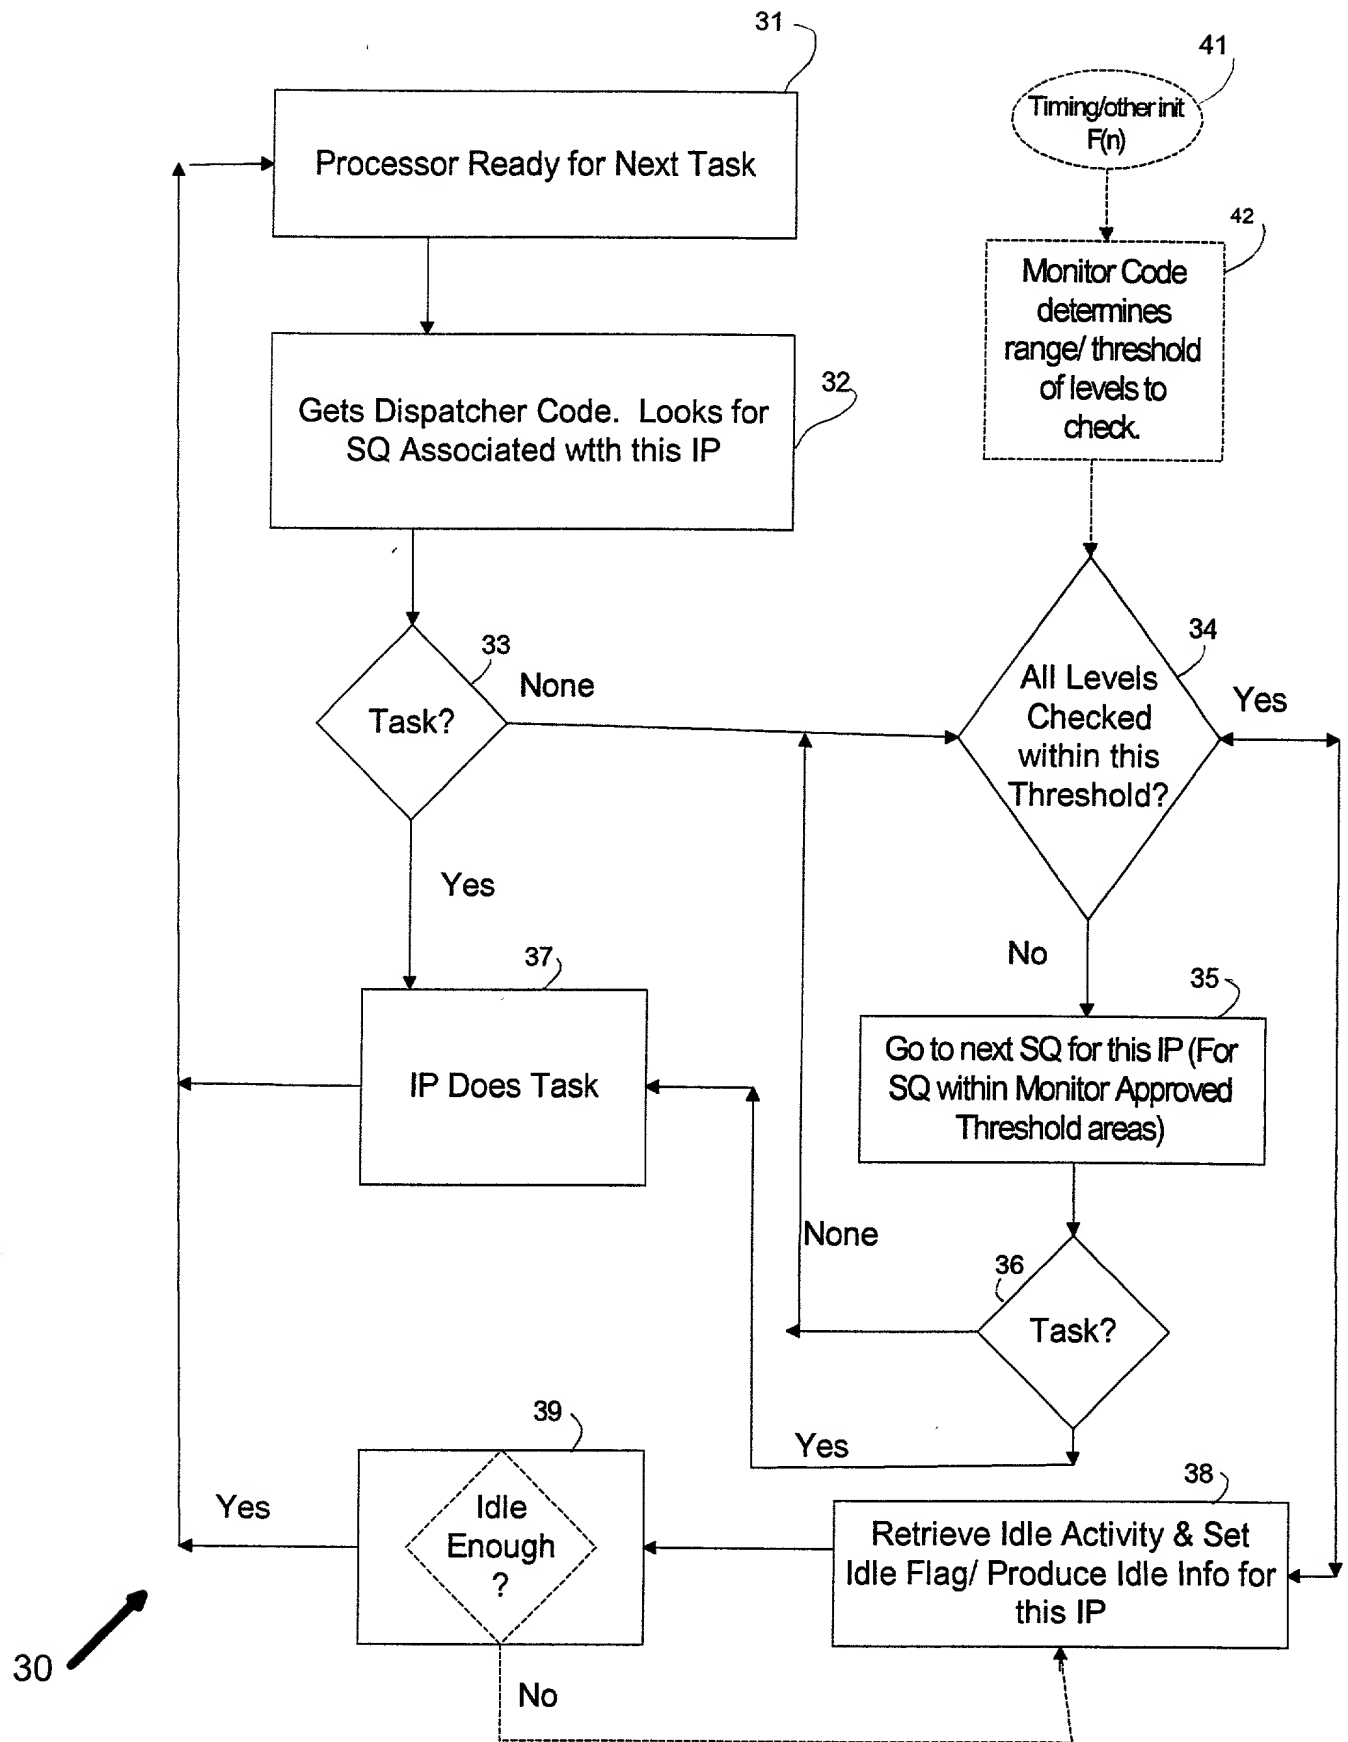 31
41
Timing/other init
F(n)
Processor Ready for Next Task
42
Monitor Code
determines
range/ threshold
of levels to
check.
32
Gets Dispatcher Code. Looks for
SQ Associated wtth this IP
33
None
Task?
34
All Levels
Checked
within this
Threshold?
Yes
Yes
No
37
IP Does Task
35
Go to next SQ for this IP (For
SQ within Monitor Approved
Threshold areas)
None
36
Task?
Yes
39
Idle
Enough
?
Yes
38
Retrieve Idle Activity & Set
Idle Flag/ Produce Idle Info for
this IP
30
No